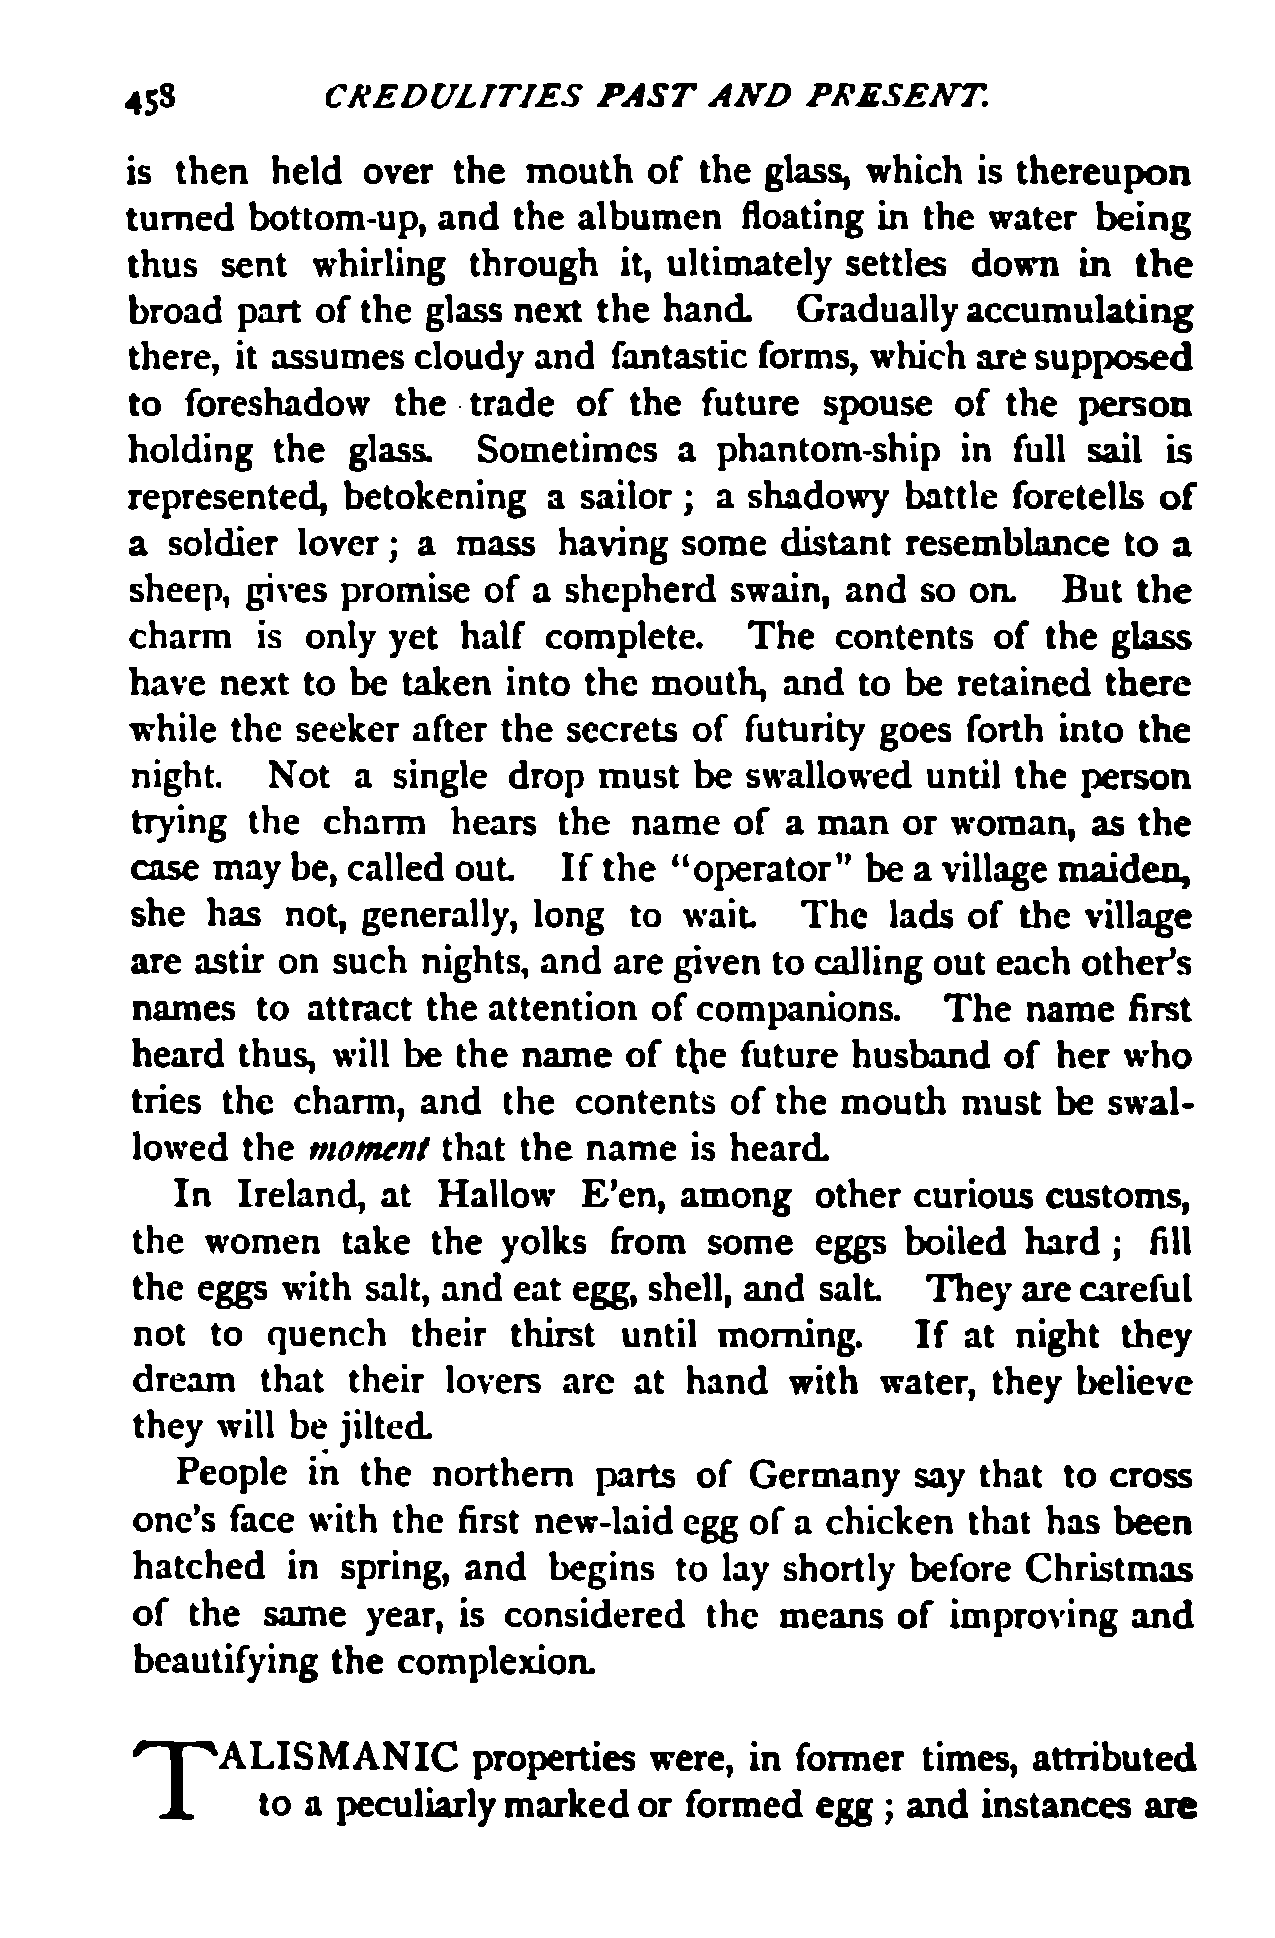 458 CREDULITIES PAST AND PRESENT.
is then held over the mouth of the glass, which is thereupon
turned bottom-up, and the albumen floating in the water being
thus sent whirling through it, ultimately settles down in the
broad part of the glass next the hand. Gradually accumulating
there, it assumes cloudy and fantastic forms, which are supposed
to foreshadow the trade of the future spouse of the person
holding the glass. Sometimes a phantom-ship in full sail is
represented, betokening a sailor ; a shadowy battle foretells of
a soldier lover ; a mass having some distant resemblance to a
sheep, gives promise of a shepherd swain, and so on. But the
charm is only yet half complete. The contents of the glass
have next to be taken into the mouth, and to be retained there
while the seeker after the secrets of futurity goes forth into the
night. Not a single drop must be swallowed until the person
trying the charm hears the name of a man or woman, as the
case may be, called out. If the "operator" be a village maiden,
she has not, generally, long to wait. The lads of the village
are astir on such nights, and are given to calling out each other's
names to attract the attention of companions. The name first
heard thus, will be the name of the future husband of her who
tries the charm, and the contents of the mouth must be swal-
lowed the moment that the name is heard.
In Ireland, at Hallow E'en, among other curious customs,
the women take the yolks from some eggs boiled hard ; fill
the eggs with salt, and eat egg, shell, and salt. They are careful
not to quench their thirst until morning. If at night they
dream that their lovers are at hand with water, they believe
they will be jilted.
People in the northern parts of Germany say that to cross
one's face with the first new-laid egg of a chicken that has been
hatched in spring, and begins to lay shortly before Christmas
of the same year, is considered the means of improving and
beautifying the complexion.
TALISMANIC properties were, in former times, attributed
to a peculiarly marked or formed egg ; and instances are